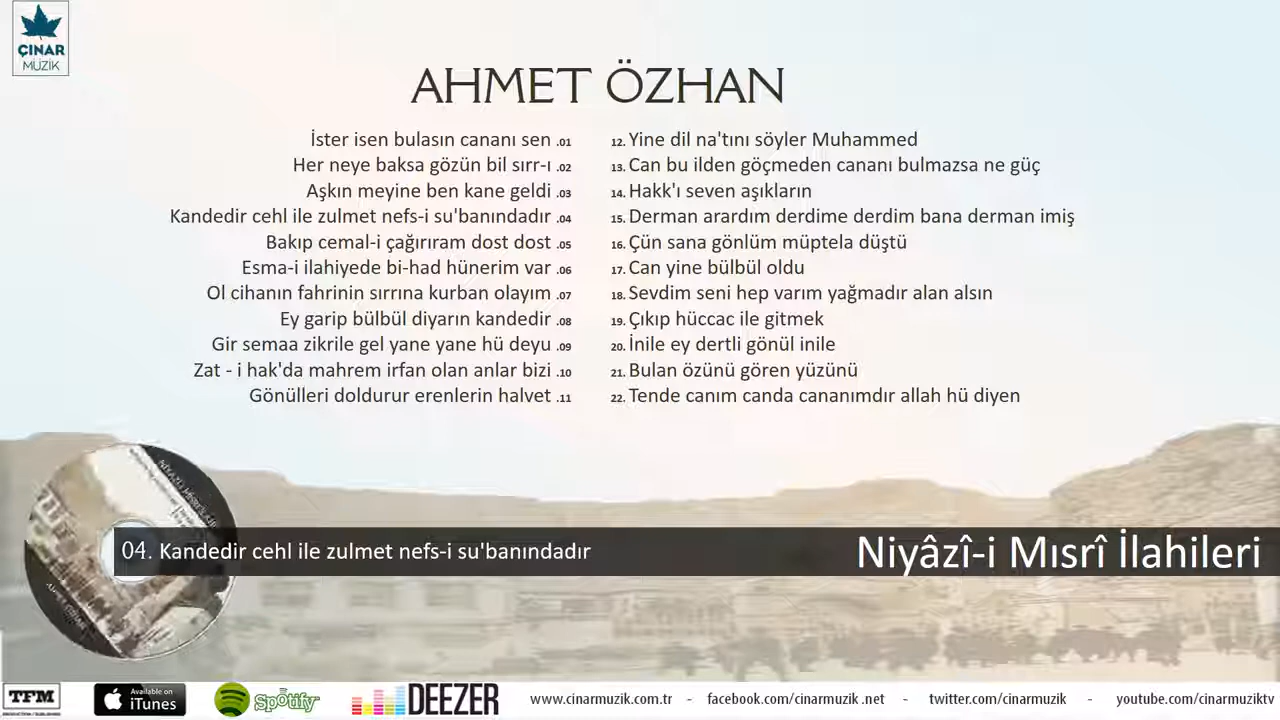 ÇINAR
MÜZİK
AHMET ÖZHAN
İster isen bulasın cananı sen .01
Her neye baksa gözün bil sırr-ı .02
Aşkın meyine ben kane geldi .03
Kandedir cehl ile zulmet nefs-i su'banındadır .04
Bakıp cemal-i çağırıram dost dost .05
Esma-i ilahiyede bi-had hünerim var .06
Ol cihanın fahrinin sırrına kurban olayım .07
Ey garip bülbül diyarın kandedir .08
Gir semaa zikrile gel yane yane hü deyu .09
Zat - i hak'da mahrem irfan olan anlar bizi .10
Gönülleri doldurur erenlerin halvet .11
12. Yine dil na'tını söyler Muhammed
13. Can bu ilden göçmeden cananı bulmazsa ne güç
14. Hakk'ı seven aşıkların
15. Derman arardım derdime derdim bana derman imiş
16. Çün sana gönlüm müptela düştü
17. Can yine bülbül oldu
18. Sevdim seni hep varım yağmadır alan alsın
19. Çıkıp hüccac ile gitmek
20. İnile ey dertli gönül inile
21. Bulan özünü gören yüzünü
22. Tende canım canda cananımdır allah hü diyen
04. Kandedir cehl ile zulmet nefs-i su'banındadır
Niyâzî-i Mısrî İlahileri
AHMET ÖZHAN
TFM
Available on
iTunes
Spotify
DEEZER
www.cinarmuzik.com.tr - facebook.com/cinarmuzik .net - twitter.com/cinarmuzik - youtube.com/cinarmuziktv